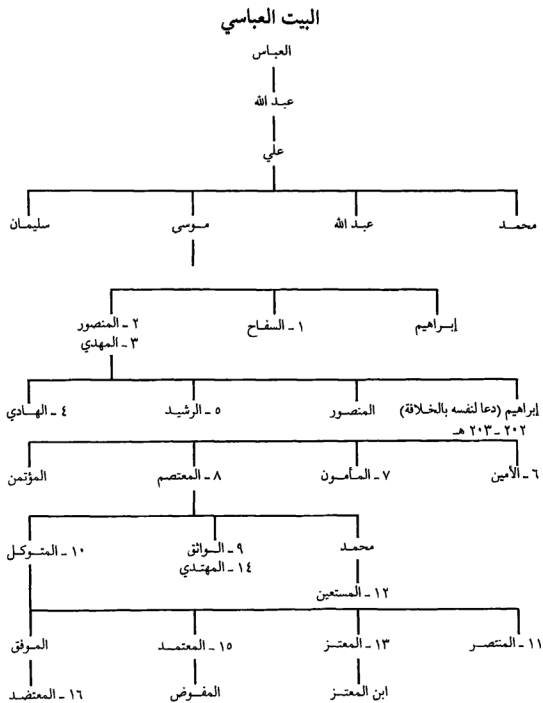 البيت العباسي
العباس
عبد الله
علي
محمد عبد الله موسى سليمان
إبراهيم ١ - السفاح ٢ - المنصور
٣ - المهدي
إبراهيم (دعا لنفسه بالخلافة) المنصور ٥ - الرشيد ٤ - الهادي
٢٠٢ - ٢٠٣ هـ
٦ - الأمين ٧ - المأمون ٨ - المعتصم المؤتمن
محمد ٩ - الواثق ١٠ - المتوكل
١٤ - المهتدي
١٢ - المستعين
١١ - المنتصر ١٣ - المعتز ١٥ - المعتمد الموفق
ابن المعتز المفوض ١٦ - المعتضد